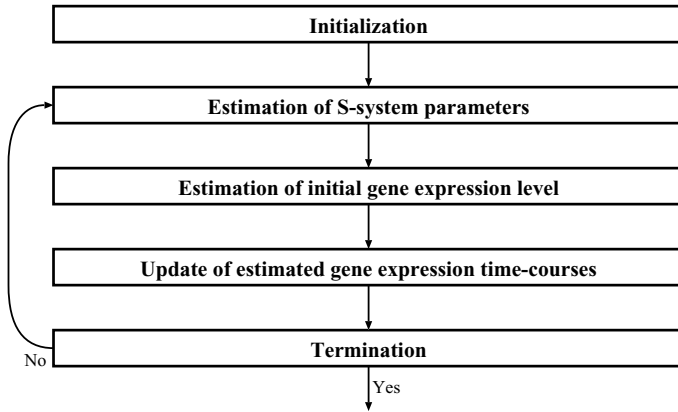 Initialization
Estimation of S-system parameters
Estimation of initial gene expression level
Update of estimated gene expression time-courses
Termination
No
Yes